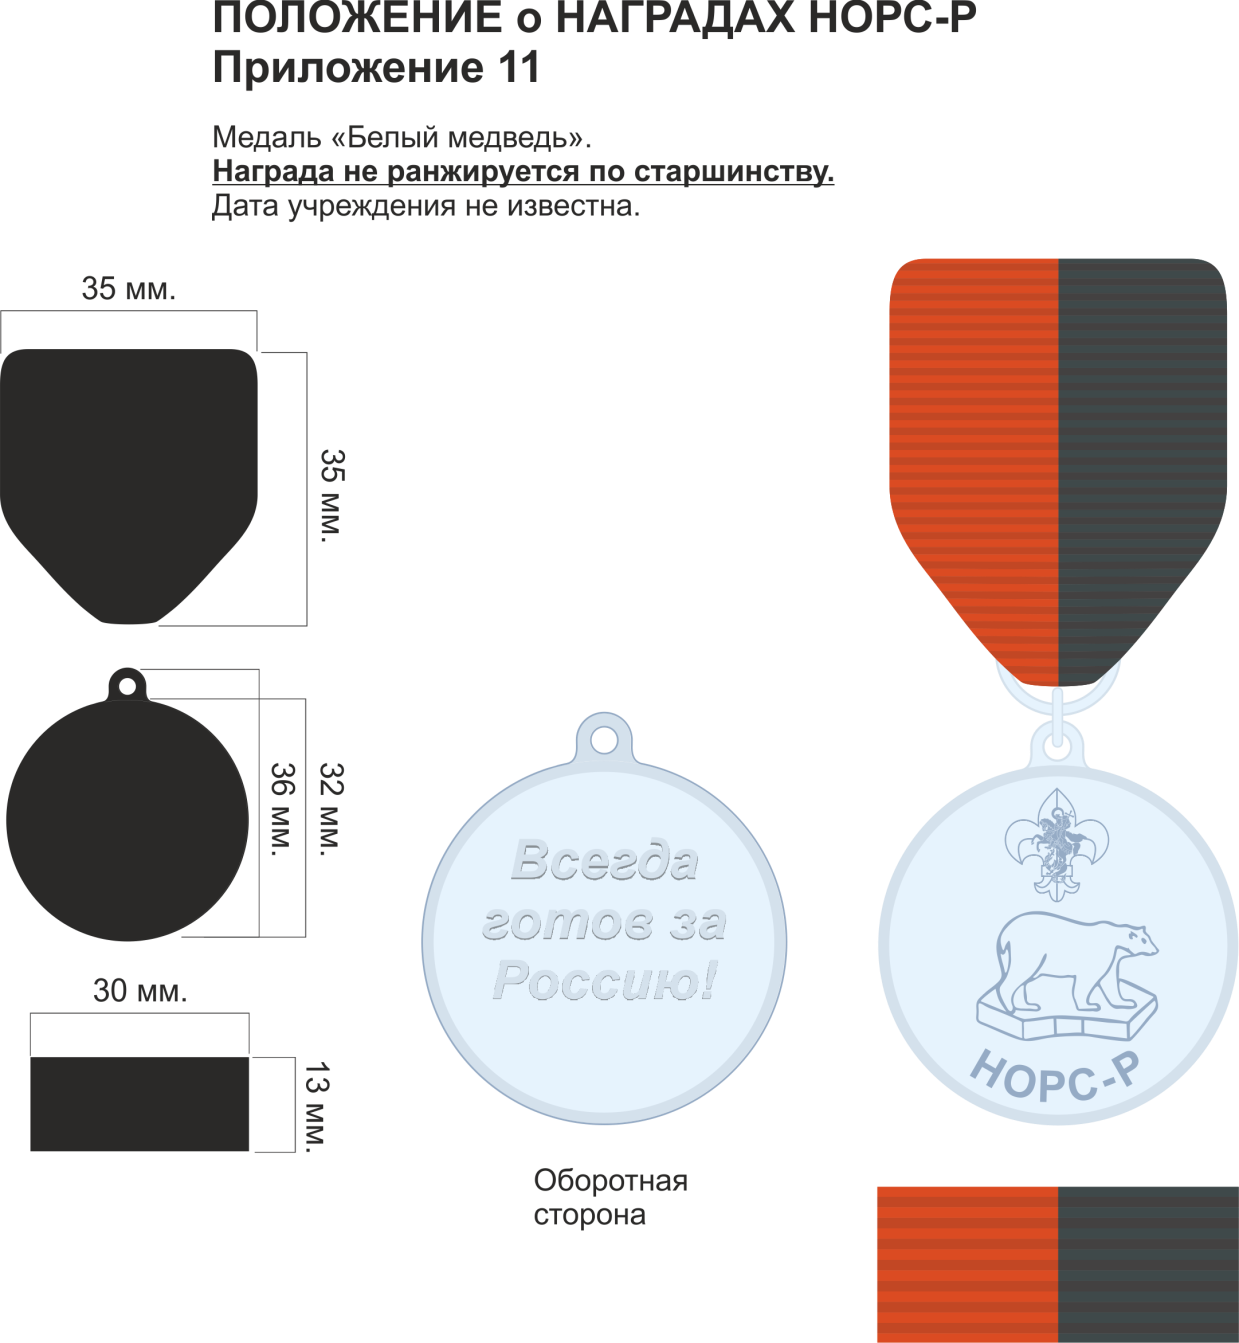 ПОЛОЖЕНИЕ о НАГРАДАХ НОРС-Р
Приложение 11
Медаль «Белый медведь».
Награда не ранжируется по старшинству.
Дата учреждения не известна.
35 мм.
35 мм.
36 мм.
32 мм.
30 мм.
13 мм.
Всегда
готов за
Россию!
Оборотная
сторона
НОРС-Р